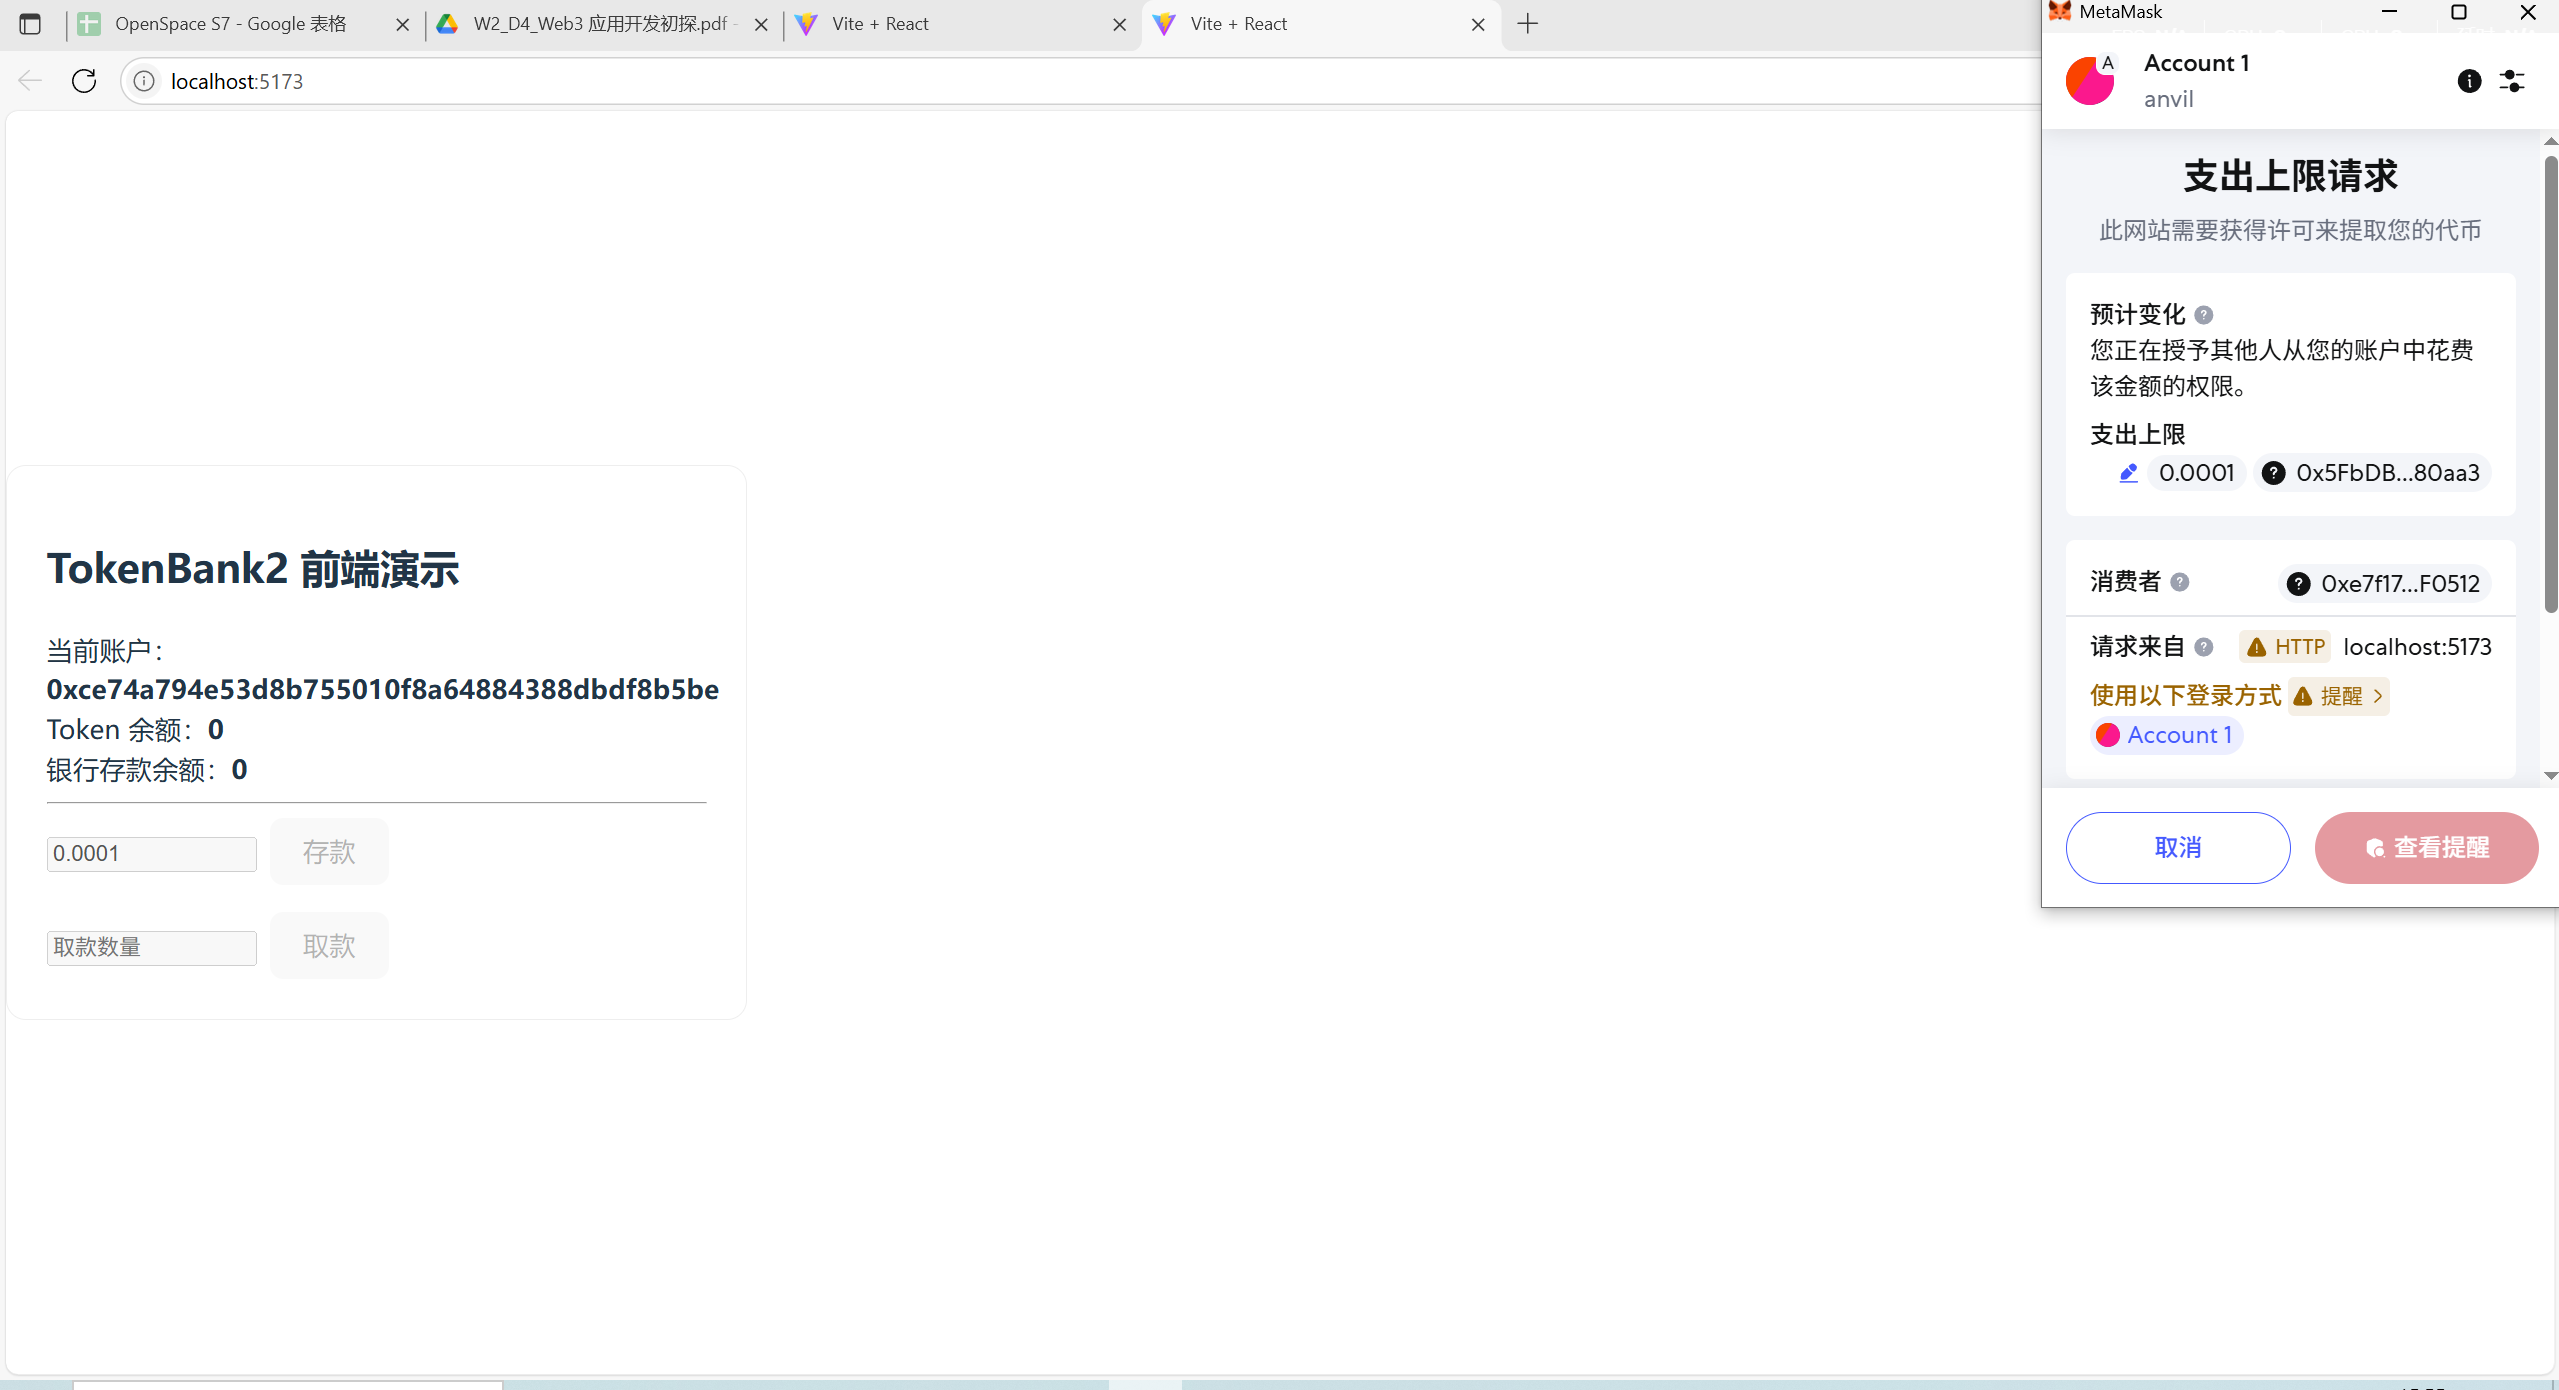 OpenSpace S7 - Google 表格
W2_D4_Web3 应用开发初探.pdf -
Vite + React
Vite + React
localhost:5173
TokenBank2 前端演示
当前账户：
0xce74a794e53d8b755010f8a64884388dbdf8b5be
Token 余额：0
银行存款余额：0
0.0001 存款
取款数量 取款
MetaMask
A
Account 1
anvil
支出上限请求
此网站需要获得许可来提取您的代币
预计变化
您正在授予其他人从您的账户中花费
该金额的权限。
支出上限
0.0001 0x5FbDB...80aa3
消费者 0xe7f17...F0512
请求来自 HTTP localhost:5173
使用以下登录方式 提醒
Account 1
取消 查看提醒